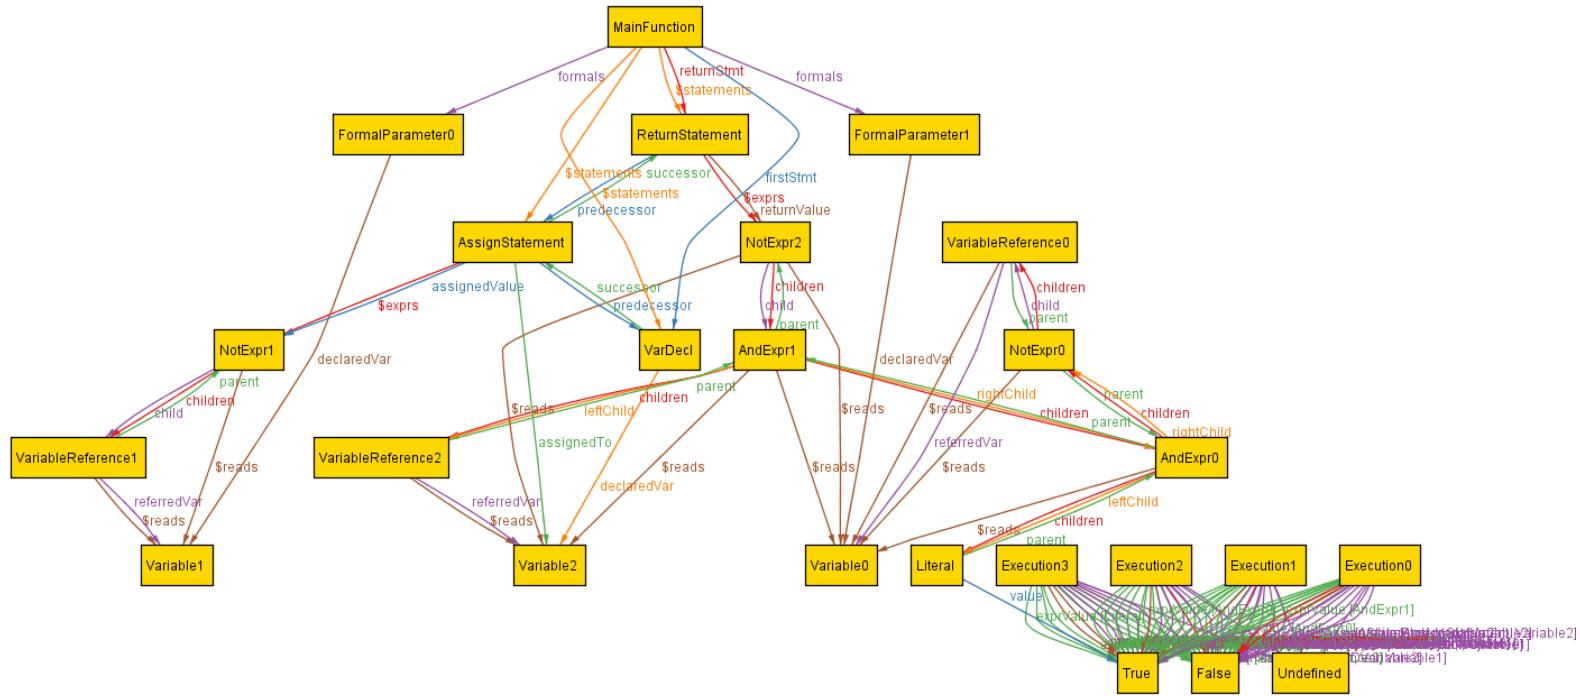 MainFunction
formals
returnStmt
formals
$statements
FormalParameter0
ReturnStatement
FormalParameter1
$statements
successor
firstStmt
$statements
$exprs
predecessor
returnValue
AssignStatement
NotExpr2
VariableReference0
assignedValue
successor
children
children
$exprs
predecessor
child
child
parent
parent
NotExpr1
declaredVar
VarDecl
AndExpr1
declaredVar
NotExpr0
parent
parent
rightChild
parent
children
children
$reads
leftChild
$reads
$reads
children
children
child
parent
rightChild
VariableReference1
assignedTo
VariableReference2
referredVar
AndExpr0
$reads
$reads
$reads
$reads
declaredVar
leftChild
referredVar
referredVar
$reads
$reads
$reads
children
parent
Variable1
Variable2
Variable0
Literal
Execution3
Execution2
Execution1
Execution0
value
exprValue [AndExpr1]
True
False
Undefined